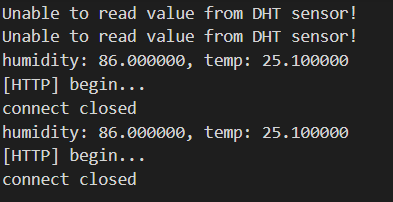 Unable to read value from DHT sensor!
Unable to read value from DHT sensor!
humidity: 86.000000, temp: 25.100000
[HTTP] begin...
connect closed
humidity: 86.000000, temp: 25.100000
[HTTP] begin...
connect closed